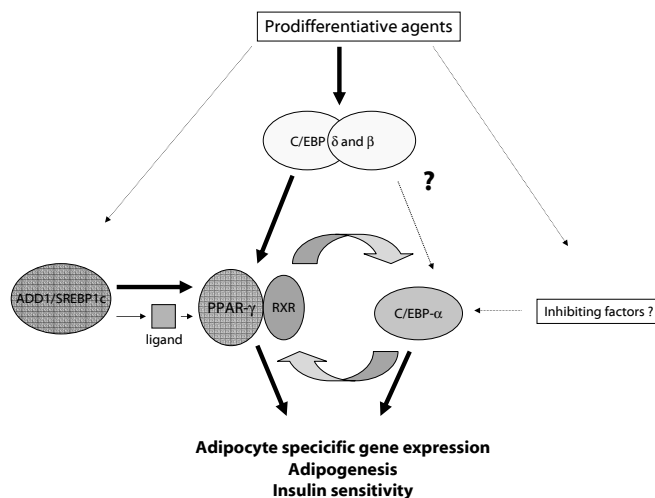 Prodifferentiative agents
C/EBP δ and β
?
ADD1/SREBP1c
PPAR-γ
RXR
C/EBP-α
Inhibiting factors ?
ligand
Adipocyte specicific gene expression
Adipogenesis
Insulin sensitivity